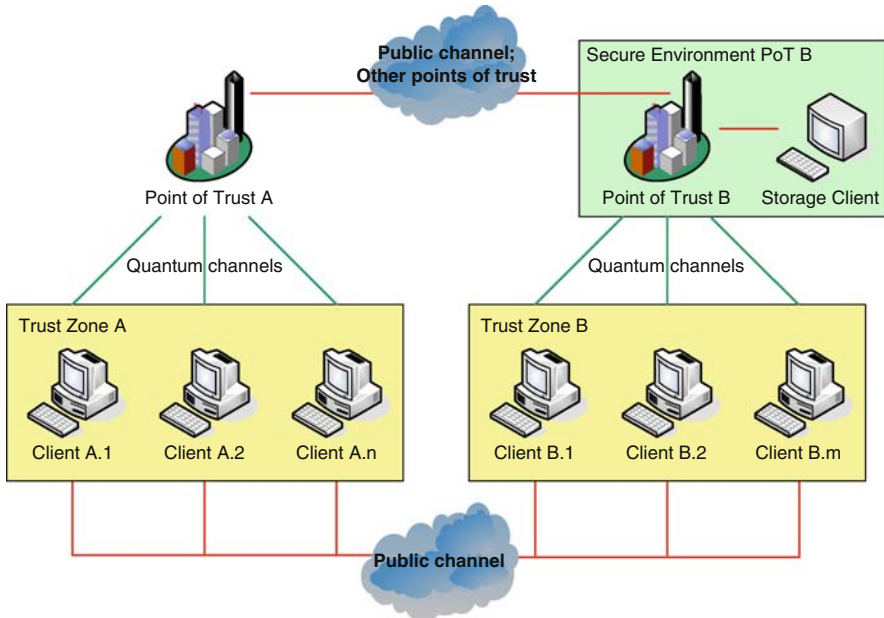 Public channel;
Other points of trust
Secure Environment PoT B
Point of Trust A
Point of Trust B
Storage Client
Quantum channels
Quantum channels
Trust Zone A
Client A.1
Client A.2
Client A.n
Trust Zone B
Client B.1
Client B.2
Client B.m
Public channel